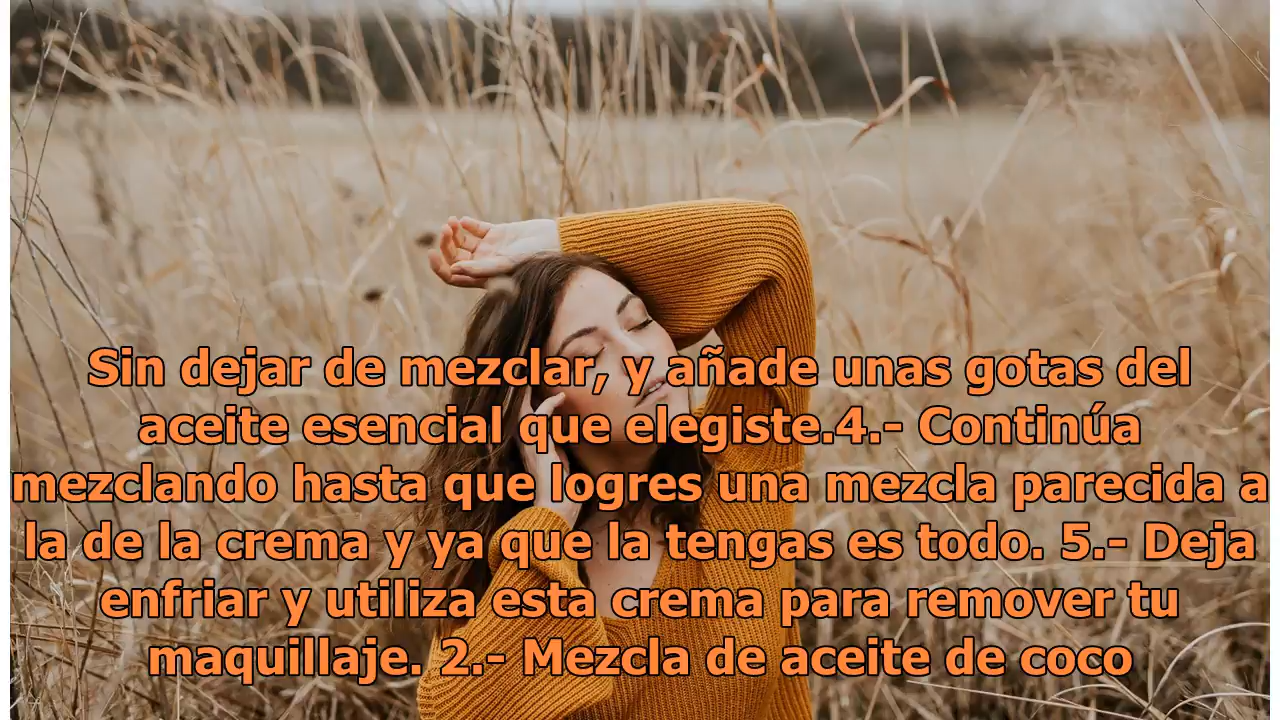 Sin dejar de mezclar, y añade unas gotas del
aceite esencial que elegiste.4.- Continúa
mezclando hasta que logres una mezcla parecida a
la de la crema y ya que la tengas es todo. 5.- Deja
enfriar y utiliza esta crema para remover tu
maquillaje. 2.- Mezcla de aceite de coco